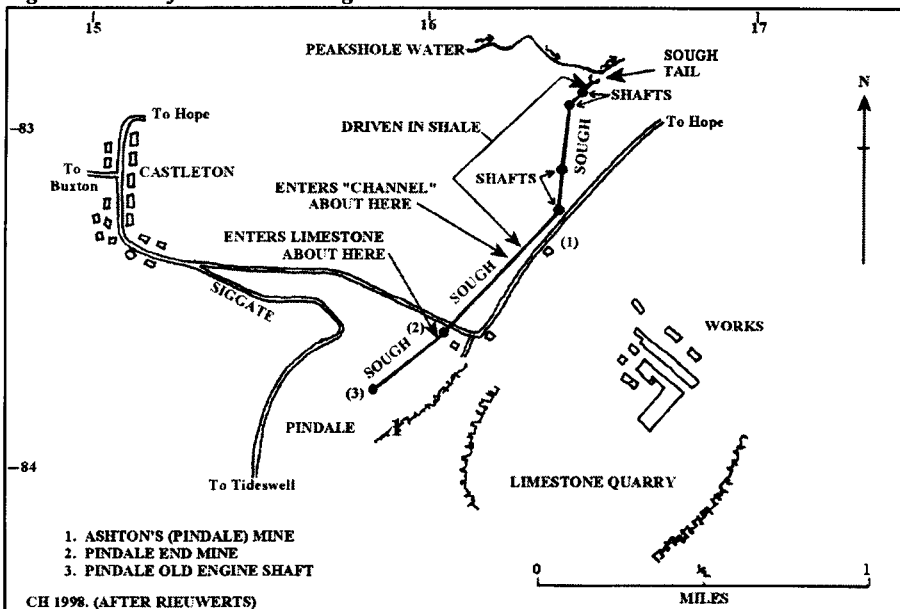 15
16
17
PEAKSHOLE WATER
SOUGH
TAIL
SHAFTS
N
83
To Hope
To Hope
DRIVEN IN SHALE
SOUGH
To
Buxton
CASTLETON
SHAFTS
ENTERS "CHANNEL"
ABOUT HERE
(1)
ENTERS LIMESTONE
ABOUT HERE
SOUGH
SIGGATE
(2)
WORKS
SOUGH
(3)
PINDALE
1
84
To Tideswell
LIMESTONE QUARRY
1. ASHTON'S (PINDALE) MINE
2. PINDALE END MINE
3. PINDALE OLD ENGINE SHAFT
0
1
MILES
CH 1998. (AFTER RIEUWERTS)